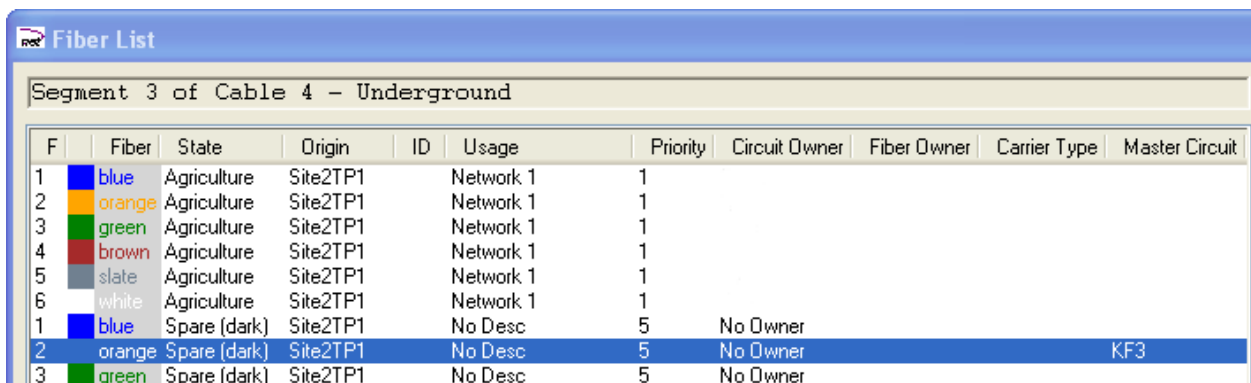 Fiber List
Segment 3 of Cable 4 - Underground
F Fiber State Origin ID Usage Priority Circuit Owner Fiber Owner Carrier Type Master Circuit
1 blue Agriculture Site2TP1 Network 1 1
2 orange Agriculture Site2TP1 Network 1 1
3 green Agriculture Site2TP1 Network 1 1
4 brown Agriculture Site2TP1 Network 1 1
5 slate Agriculture Site2TP1 Network 1 1
6 white Agriculture Site2TP1 Network 1 1
1 blue Spare (dark) Site2TP1 No Desc 5 No Owner
2 orange Spare (dark) Site2TP1 No Desc 5 No Owner KF3
3 green Spare (dark) Site2TP1 No Desc 5 No Owner